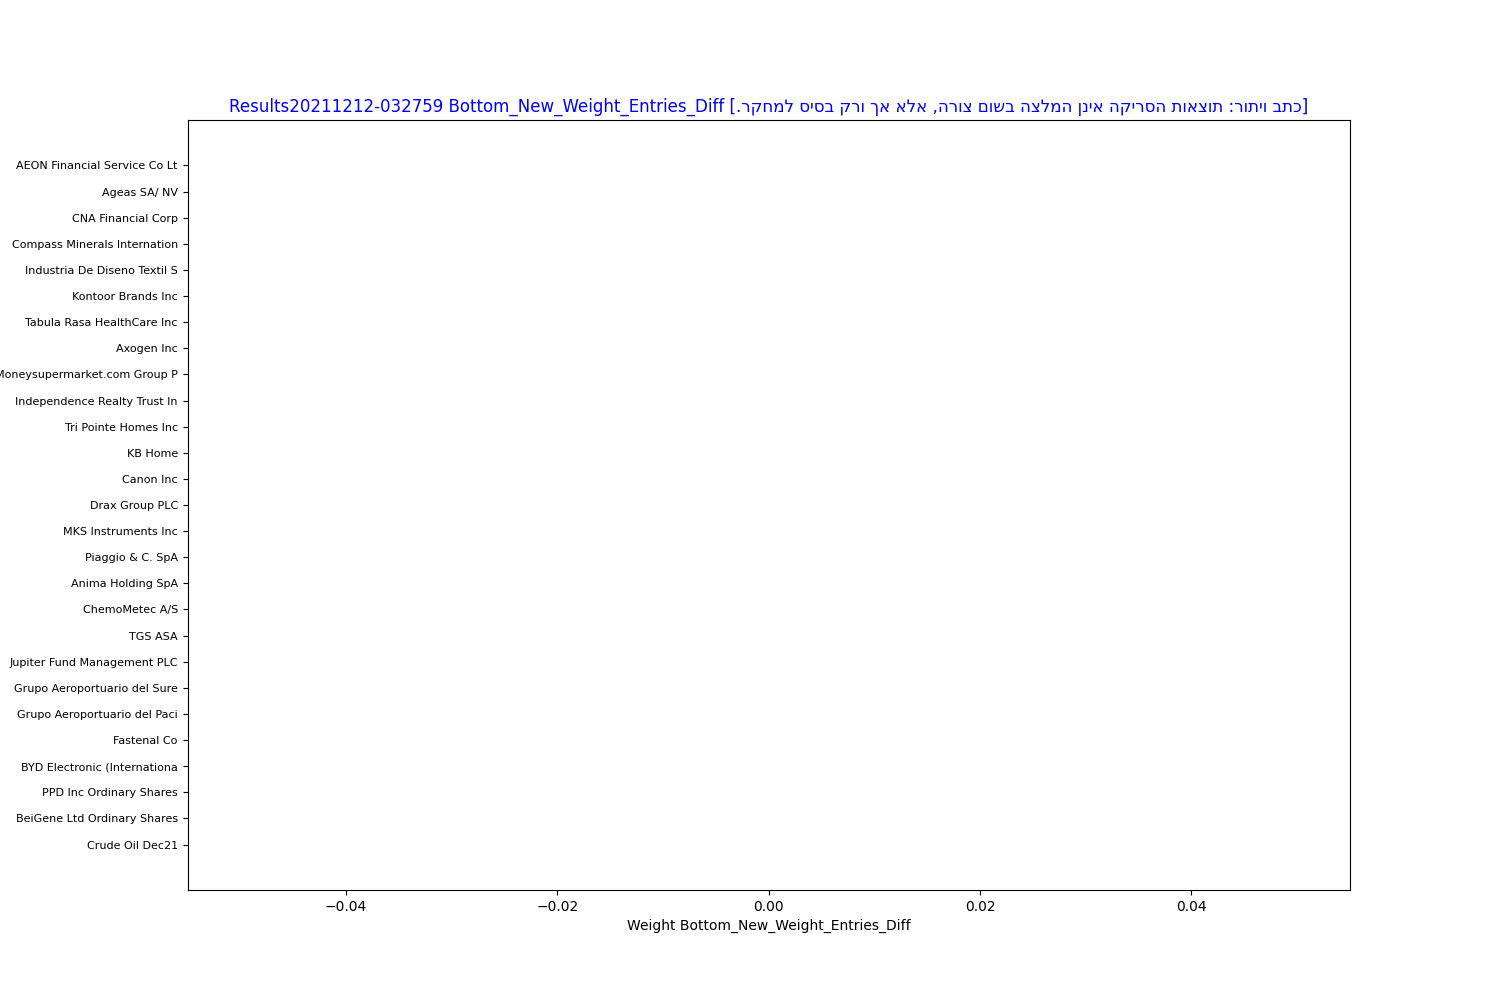 Results20211212-032759 Bottom_New_Weight_Entries_Diff [כתב ויתור: תוצאות הסריקה אינן המלצה בשום צורה, אלא אך ורק בסיס למחקר.]
AEON Financial Service Co Lt
Ageas SA/ NV
CNA Financial Corp
Compass Minerals Internation
Industria De Diseno Textil S
Kontoor Brands Inc
Tabula Rasa HealthCare Inc
Axogen Inc
Moneysupermarket.com Group P
Independence Realty Trust In
Tri Pointe Homes Inc
KB Home
Canon Inc
Drax Group PLC
MKS Instruments Inc
Piaggio & C. SpA
Anima Holding SpA
ChemoMetec A/S
TGS ASA
Jupiter Fund Management PLC
Grupo Aeroportuario del Sure
Grupo Aeroportuario del Paci
Fastenal Co
BYD Electronic (Internationa
PPD Inc Ordinary Shares
BeiGene Ltd Ordinary Shares
Crude Oil Dec21
−0.04 −0.02 0.00 0.02 0.04
Weight Bottom_New_Weight_Entries_Diff